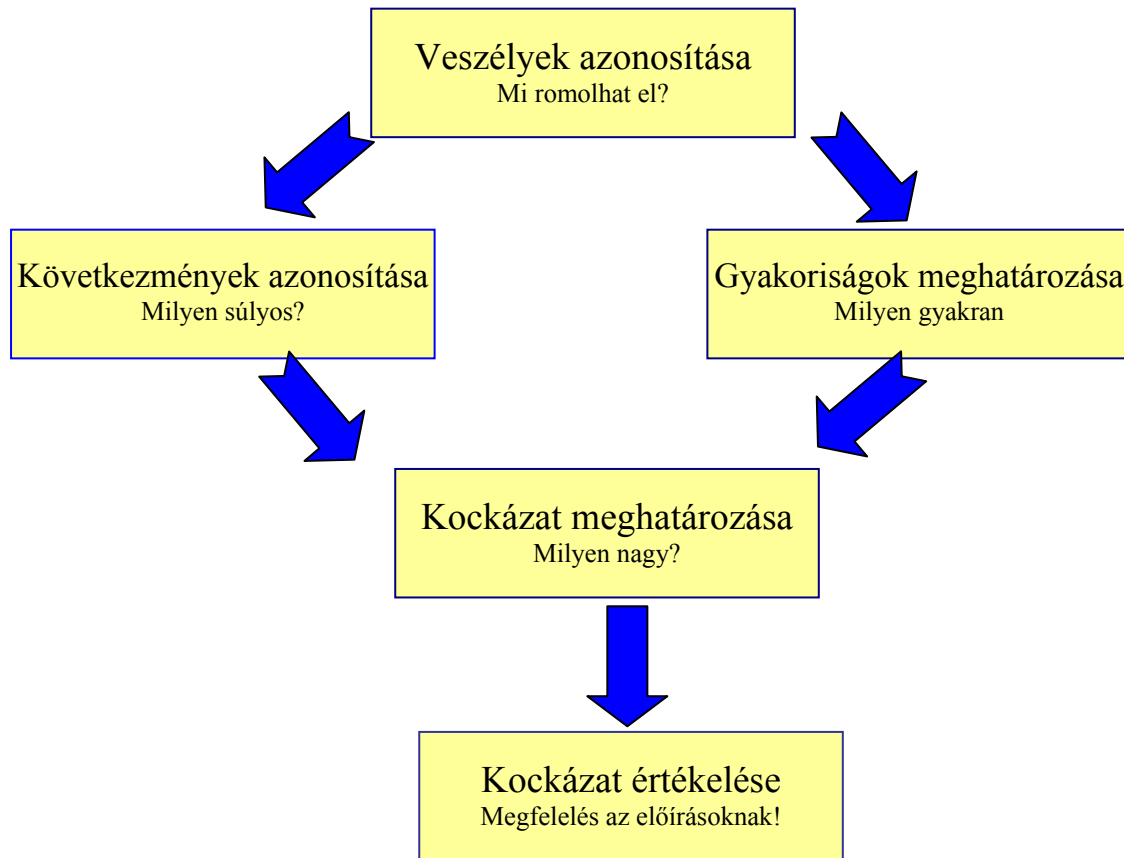 Veszélyek azonosítása
Mi romolhat el?
Következmények azonosítása
Milyen súlyos?
Gyakoriságok meghatározása
Milyen gyakran
Kockázat meghatározása
Milyen nagy?
Kockázat értékelése
Megfelelés az előírásoknak!